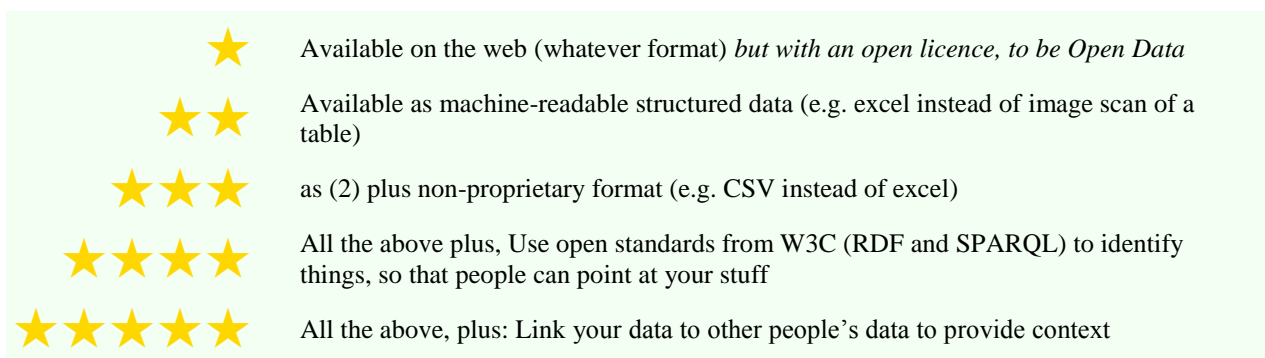 Available on the web (whatever format) but with an open licence, to be Open Data
Available as machine-readable structured data (e.g. excel instead of image scan of a
table)
as (2) plus non-proprietary format (e.g. CSV instead of excel)
All the above plus, Use open standards from W3C (RDF and SPARQL) to identify
things, so that people can point at your stuff
All the above, plus: Link your data to other people’s data to provide context